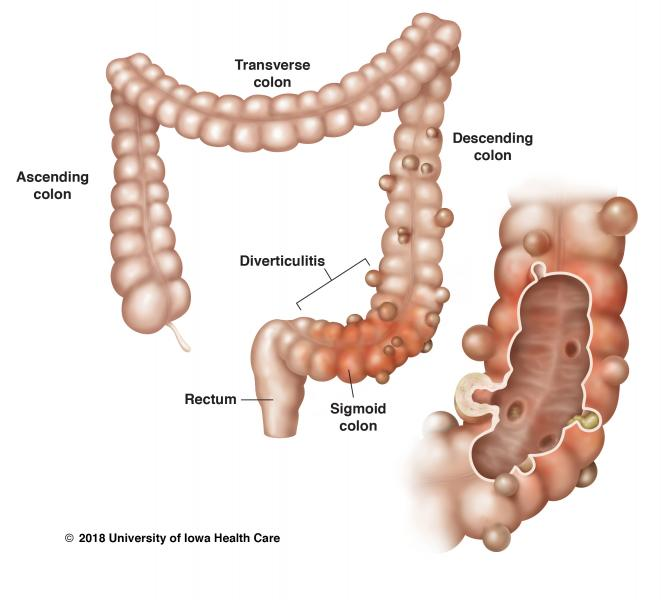 Transverse
colon
Descending
colon
Ascending
colon
Diverticulitis
Rectum
Sigmoid
colon
© 2018 University of Iowa Health Care